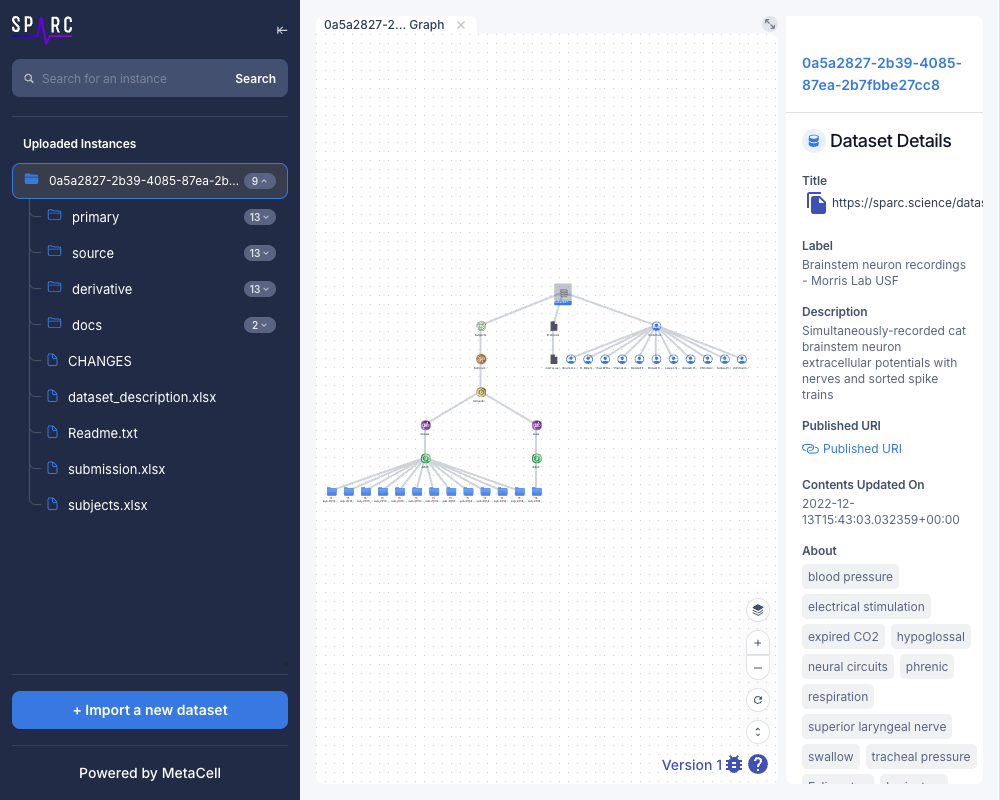 SPARC
Search for an instance
Search
Uploaded Instances
0a5a2827-2b39-4085-87ea-2b...
9
primary
13
source
13
derivative
13
docs
2
CHANGES
dataset_description.xlsx
Readme.txt
submission.xlsx
subjects.xlsx
+ Import a new dataset
Powered by MetaCell
0a5a2827-2... Graph
Version 1
0a5a2827-2b39-4085-
87ea-2b7fbbe27cc8
Dataset Details
Title
https://sparc.science/datas
Label
Brainstem neuron recordings
- Morris Lab USF
Description
Simultaneously-recorded cat
brainstem neuron
extracellular potentials with
nerves and sorted spike
trains
Published URI
Published URI
Contents Updated On
2022-12-
13T15:43:03.032359+00:00
About
blood pressure
electrical stimulation
expired CO2
hypoglossal
neural circuits
phrenic
respiration
superior laryngeal nerve
swallow
tracheal pressure